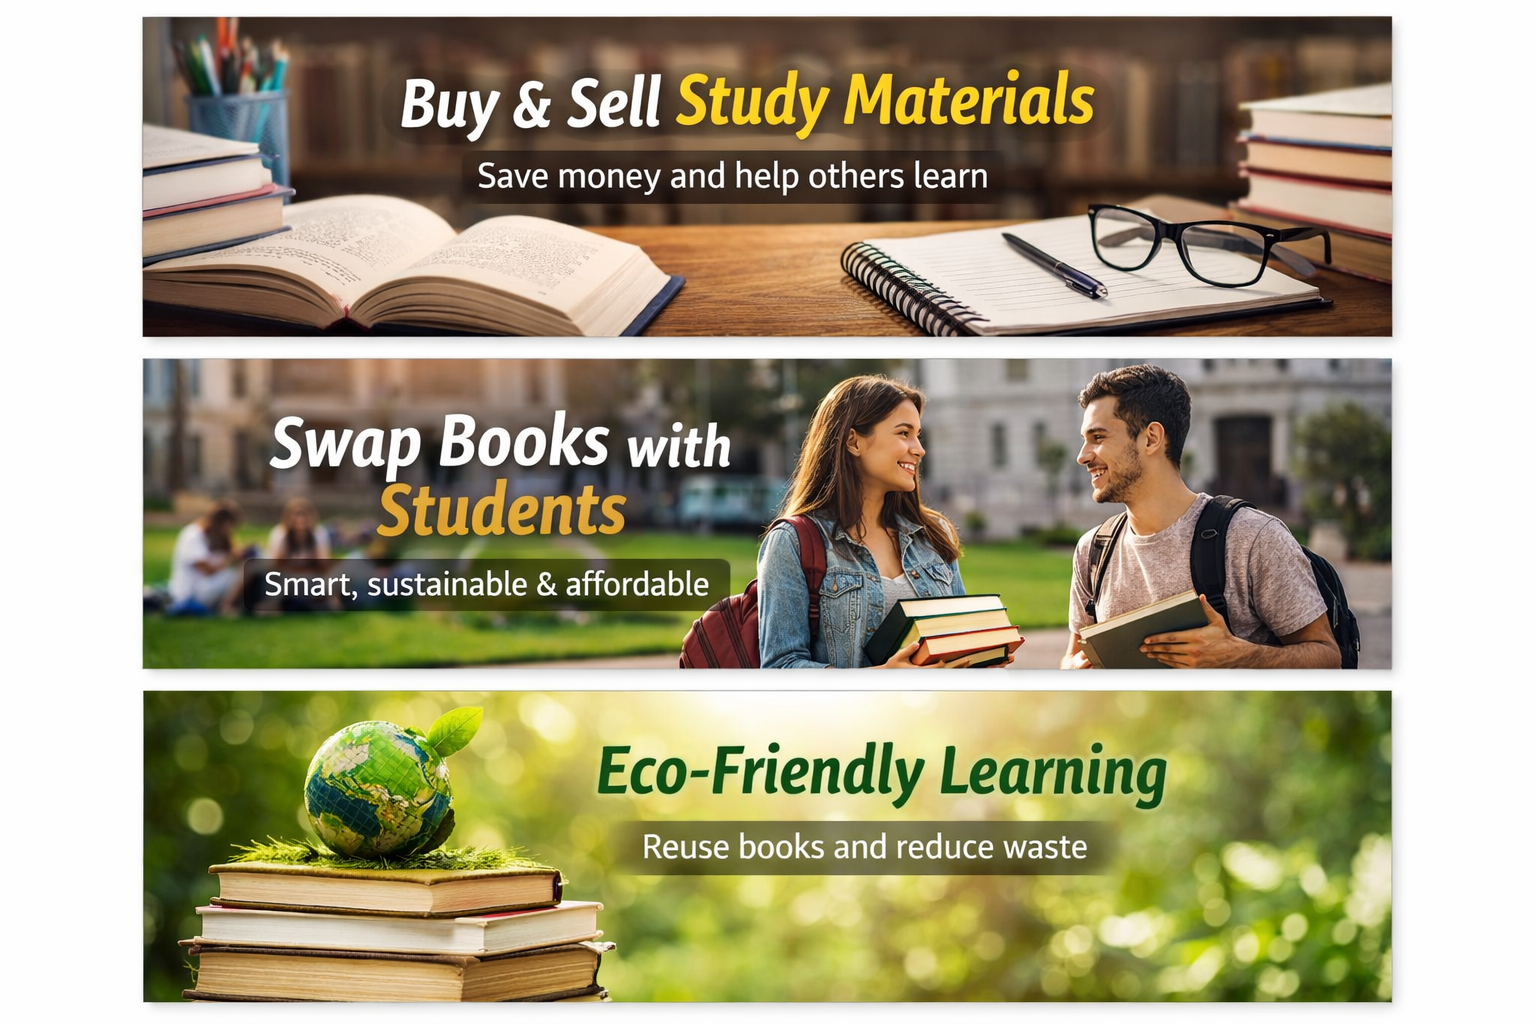 Buy & Sell Study Materials
Save money and help others learn
Swap Books with
Students
Smart, sustainable & affordable
Eco-Friendly Learning
Reuse books and reduce waste